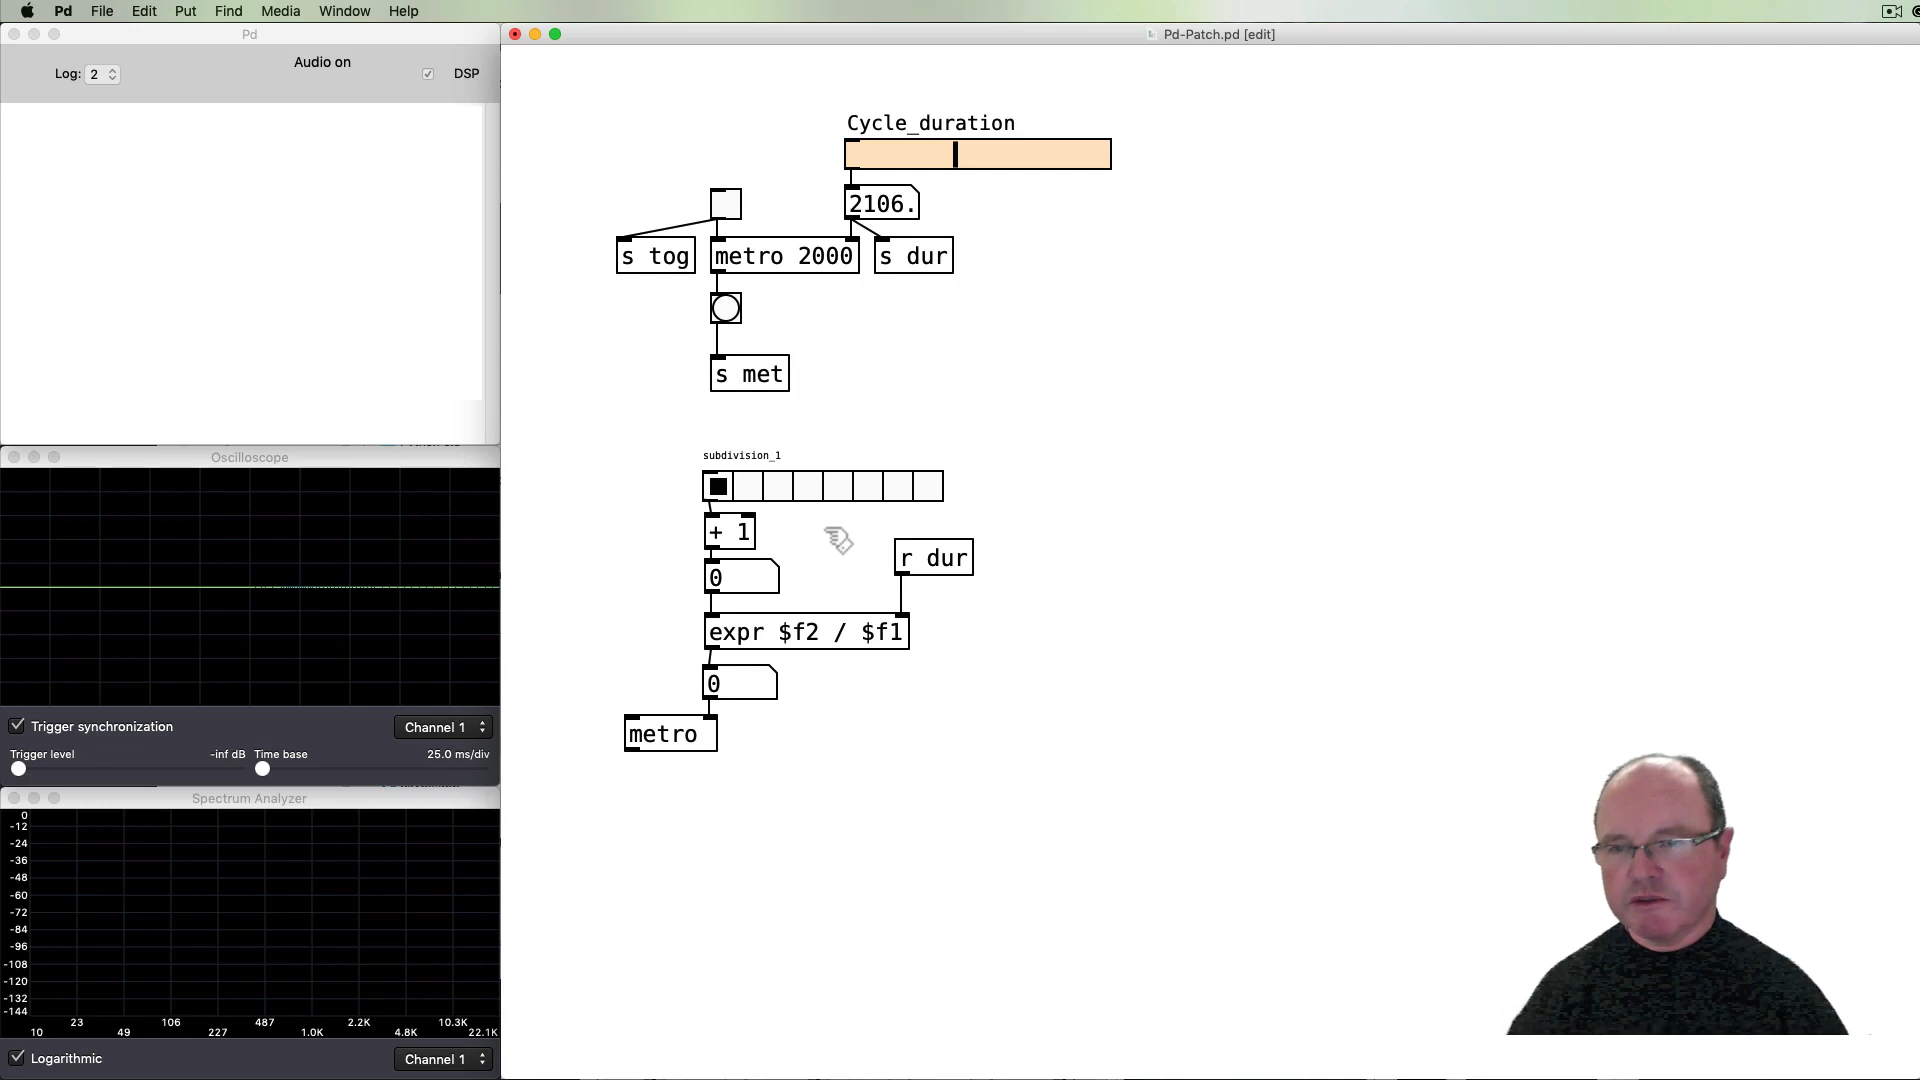 Pd File Edit Put Find Media Window Help
Pd
Log: 2
Audio on
DSP
Pd-Patch.pd [edit]
Cycle_duration
2106.
s tog
metro 2000
s dur
s met
subdivision_1
+ 1
r dur
0
expr $f2 / $f1
0
metro
Oscilloscope
Trigger synchronization
Channel 1
Trigger level
-inf dB
Time base
25.0 ms/div
Spectrum Analyzer
0
-12
-24
-36
-48
-60
-72
-84
-96
-108
-120
-132
-144
10 23 49 106 227 487 1.0K 2.2K 4.8K 10.3K 22.1K
Logarithmic
Channel 1